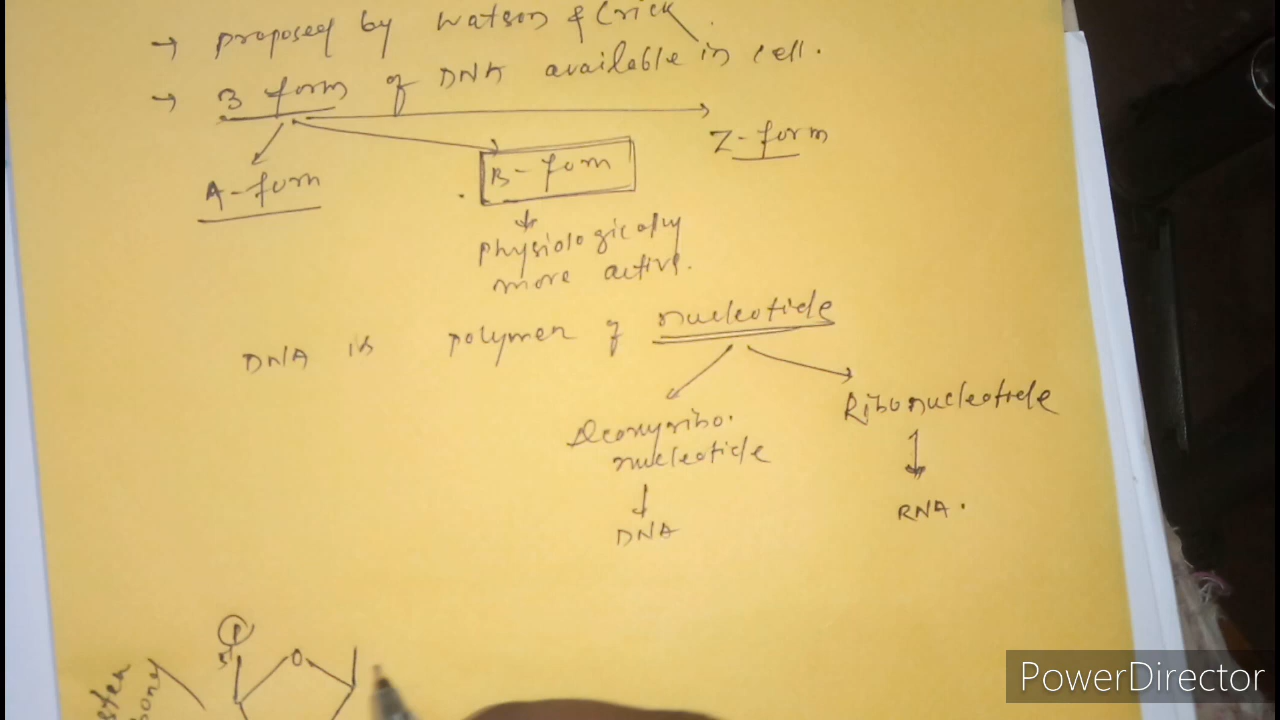 → proposed by Watson & Crick.
→ 3 form of DNA available in cell.
Z-form
A-form
B-form
physiologically
more active.
DNA is polymer of nucleotide
Deoxyribo.
nucleotide
Ribonucleotide
DNA
RNA.
P
O
PowerDirector